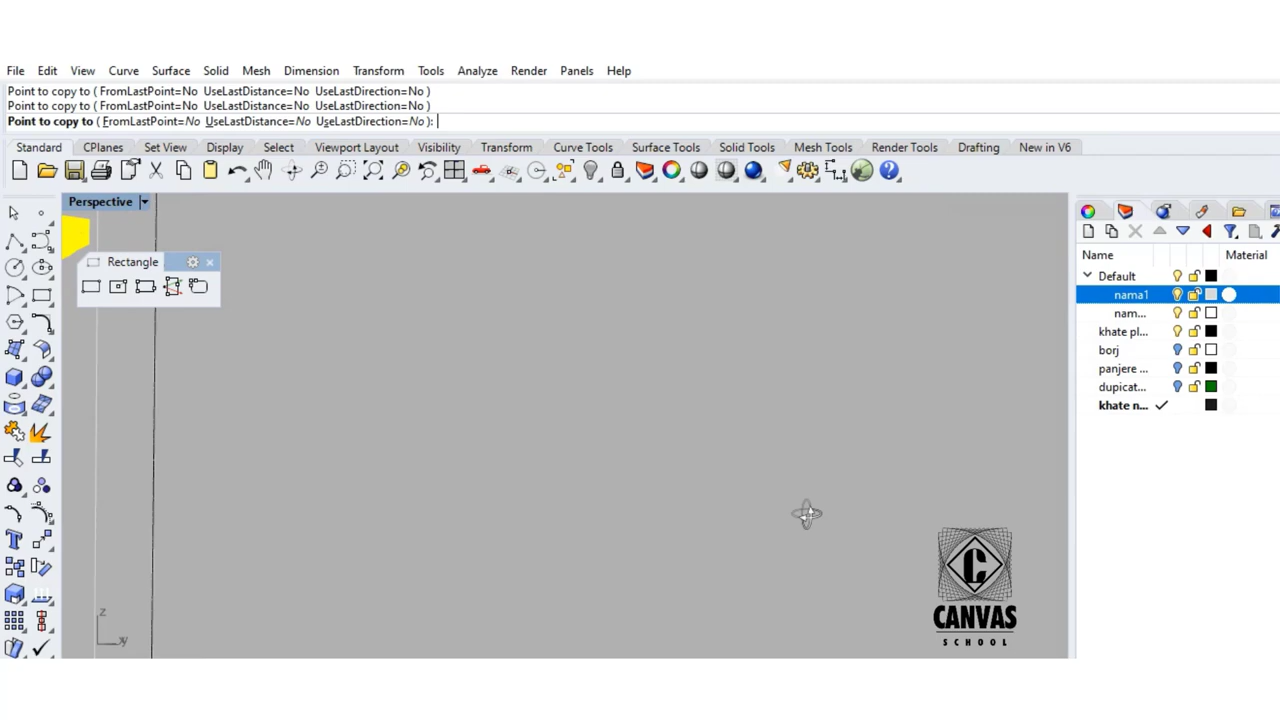 File Edit View Curve Surface Solid Mesh Dimension Transform Tools Analyze Render Panels Help
Point to copy to ( FromLastPoint=No UseLastDistance=No UseLastDirection=No )
Point to copy to ( FromLastPoint=No UseLastDistance=No UseLastDirection=No )
Point to copy to ( FromLastPoint=No UseLastDistance=No UseLastDirection=No ):
Standard CPlanes Set View Display Select Viewport Layout Visibility Transform Curve Tools Surface Tools Solid Tools Mesh Tools Render Tools Drafting New in V6
Perspective
Rectangle
Name Material
Default
nama1
nam...
khate pl...
borj
panjere ...
dupicat...
khate n...
z
xy
C
CANVAS
SCHOOL